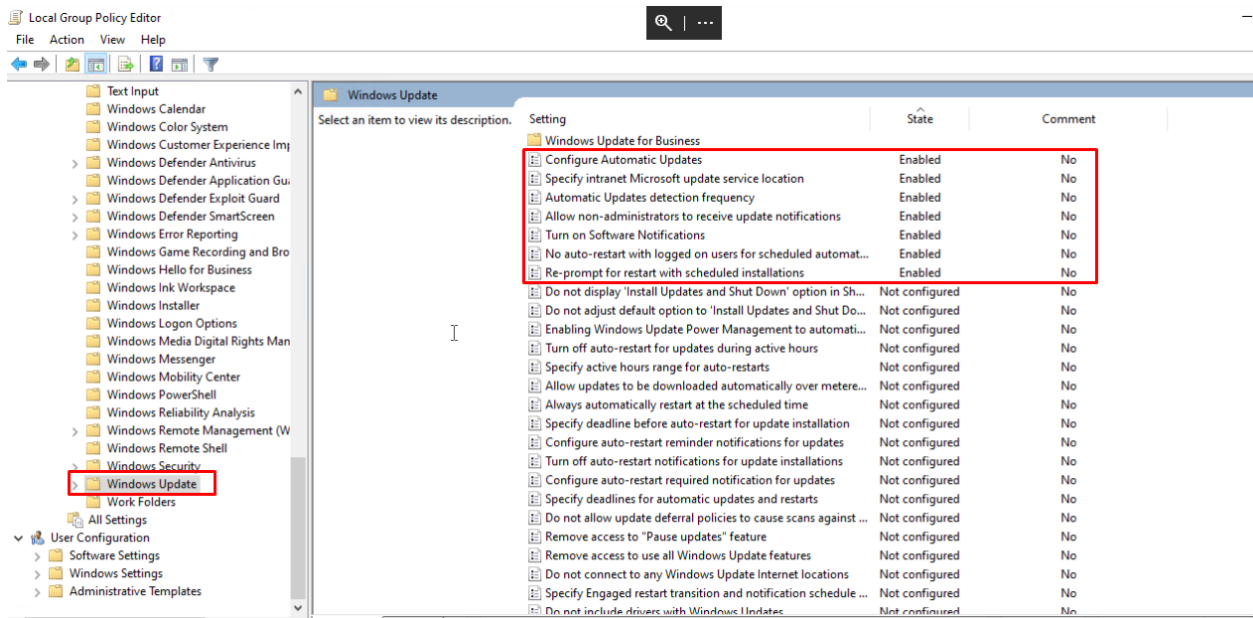 Local Group Policy Editor
File Action View Help
Text Input
Windows Calendar
Windows Color System
Windows Customer Experience Imp
Windows Defender Antivirus
Windows Defender Application Gua
Windows Defender Exploit Guard
Windows Defender SmartScreen
Windows Error Reporting
Windows Game Recording and Bro
Windows Hello for Business
Windows Ink Workspace
Windows Installer
Windows Logon Options
Windows Media Digital Rights Man
Windows Messenger
Windows Mobility Center
Windows PowerShell
Windows Reliability Analysis
Windows Remote Management (W
Windows Remote Shell
Windows Security
Windows Update
Work Folders
All Settings
User Configuration
Software Settings
Windows Settings
Administrative Templates
Windows Update
Select an item to view its description.
Setting State Comment
Windows Update for Business
Configure Automatic Updates Enabled No
Specify intranet Microsoft update service location Enabled No
Automatic Updates detection frequency Enabled No
Allow non-administrators to receive update notifications Enabled No
Turn on Software Notifications Enabled No
No auto-restart with logged on users for scheduled automat... Enabled No
Re-prompt for restart with scheduled installations Enabled No
Do not display 'Install Updates and Shut Down' option in Sh... Not configured No
Do not adjust default option to 'Install Updates and Shut Do... Not configured No
Enabling Windows Update Power Management to automati... Not configured No
Turn off auto-restart for updates during active hours Not configured No
Specify active hours range for auto-restarts Not configured No
Allow updates to be downloaded automatically over metere... Not configured No
Always automatically restart at the scheduled time Not configured No
Specify deadline before auto-restart for update installation Not configured No
Configure auto-restart reminder notifications for updates Not configured No
Turn off auto-restart notifications for update installations Not configured No
Configure auto-restart required notification for updates Not configured No
Specify deadlines for automatic updates and restarts Not configured No
Do not allow update deferral policies to cause scans against ... Not configured No
Remove access to "Pause updates" feature Not configured No
Remove access to use all Windows Update features Not configured No
Do not connect to any Windows Update Internet locations Not configured No
Specify Engaged restart transition and notification schedule ... Not configured No
Do not include drivers with Windows Updates Not configured No